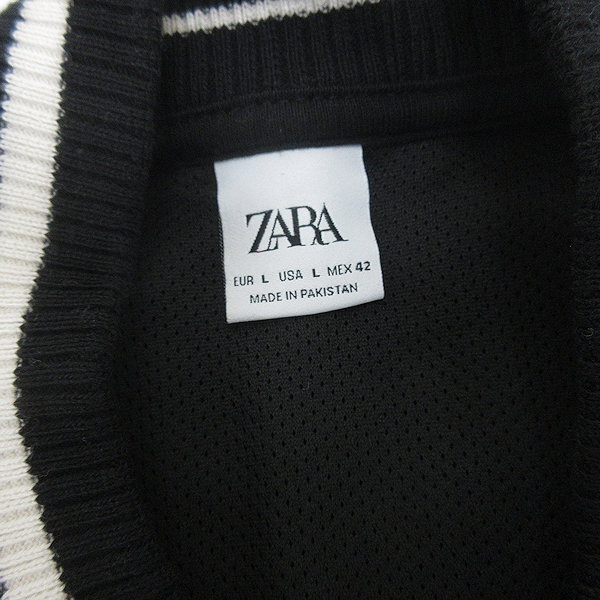 ZARA
EUR L USA L MEX 42
MADE IN PAKISTAN